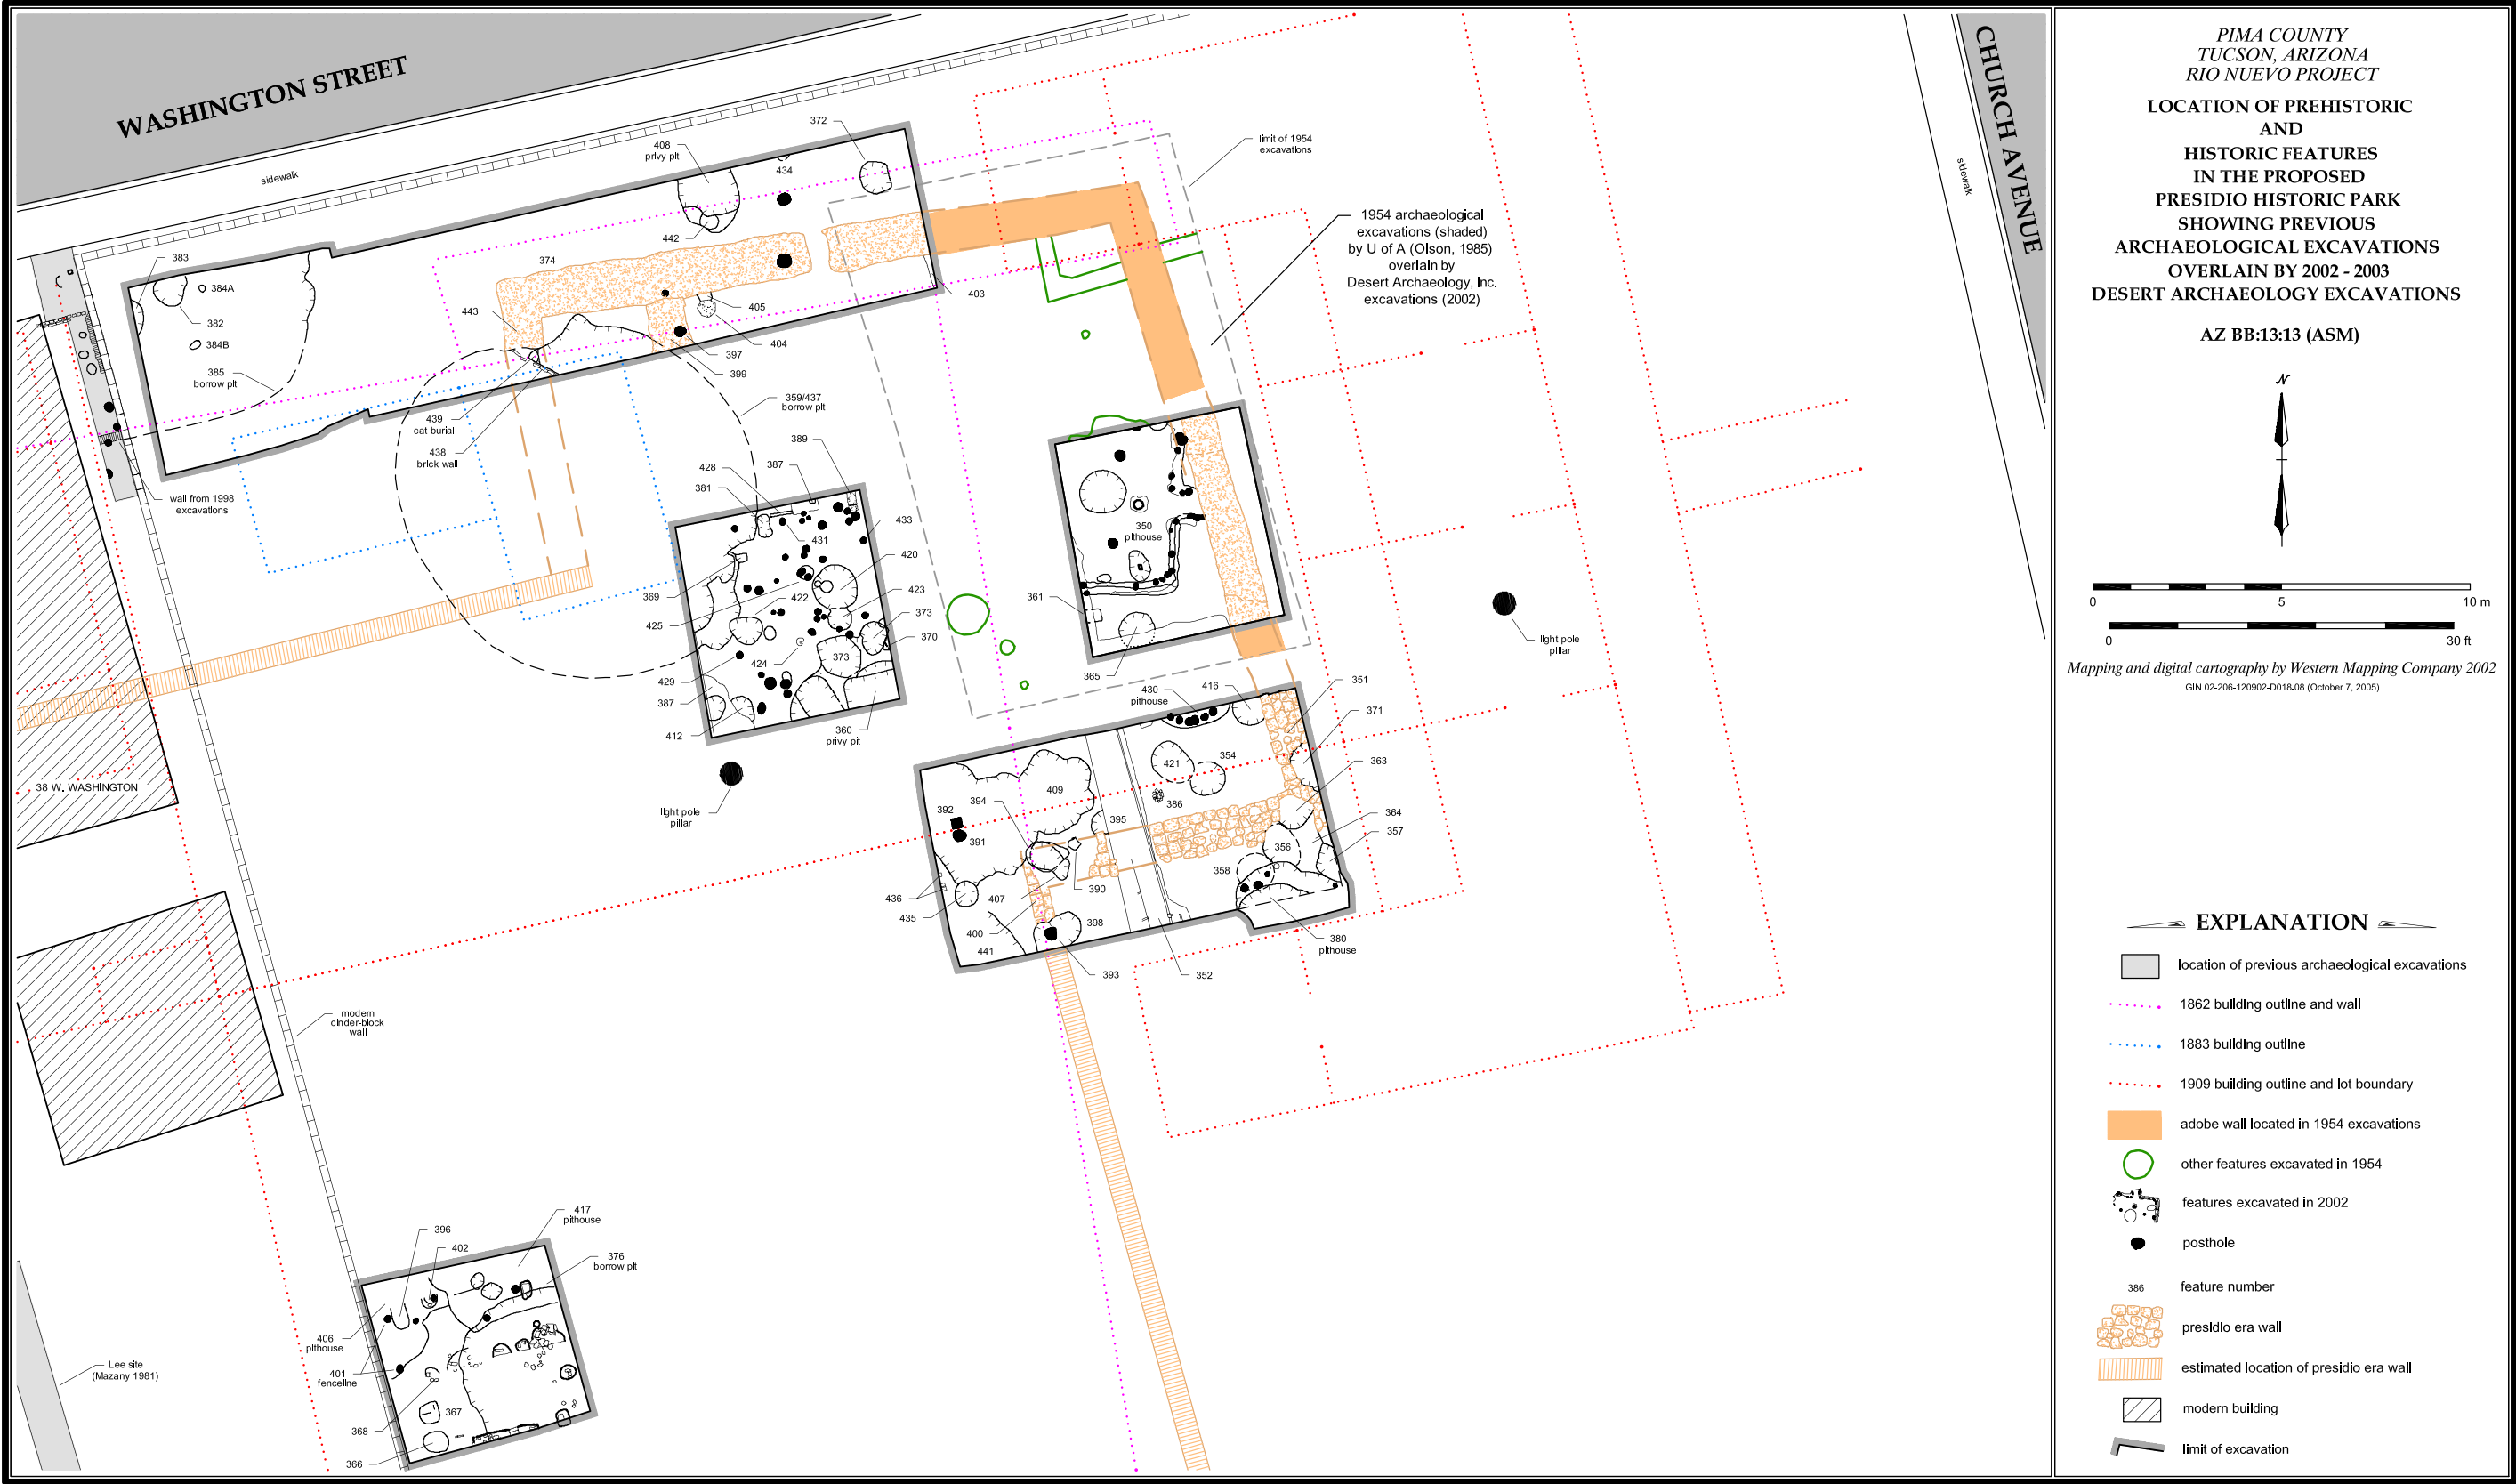 WASHINGTON STREET
sidewalk
CHURCH AVENUE
sidewalk
372
408
privy pit
434
442
limit of 1954
excavations
1954 archaeological
excavations (shaded)
by U of A (Olson, 1985)
overlain by
Desert Archaeology, Inc.
excavations (2002)
383
384A
382
384B
385
borrow pit
374
443
405
403
404
397
399
439
cat burial
438
brick wall
359/437
borrow pit
wall from 1998
excavations
389
387
428
381
433
431
420
369
422
423
373
425
370
424
373
429
387
412
360
privy pit
350
pithouse
361
365
light pole
pillar
light pole
pillar
38 W. WASHINGTON
430
pithouse
416
351
371
363
421
354
386
409
394
392
391
395
364
357
356
358
436
435
407
390
400
441
398
393
352
380
pithouse
modern
cinder-block
wall
417
pithouse
396
402
376
borrow pit
406
pithouse
401
fenceline
367
368
366
Lee site
(Mazany 1981)
PIMA COUNTY
TUCSON, ARIZONA
RIO NUEVO PROJECT
LOCATION OF PREHISTORIC
AND
HISTORIC FEATURES
IN THE PROPOSED
PRESIDIO HISTORIC PARK
SHOWING PREVIOUS
ARCHAEOLOGICAL EXCAVATIONS
OVERLAIN BY 2002 - 2003
DESERT ARCHAEOLOGY EXCAVATIONS
AZ BB:13:13 (ASM)
N
0 5 10 m
0 30 ft
Mapping and digital cartography by Western Mapping Company 2002
GIN 02-206-120902-D018.08 (October 7, 2005)
EXPLANATION
location of previous archaeological excavations
1862 building outline and wall
1883 building outline
1909 building outline and lot boundary
adobe wall located in 1954 excavations
other features excavated in 1954
features excavated in 2002
posthole
386 feature number
presidio era wall
estimated location of presidio era wall
modern building
limit of excavation